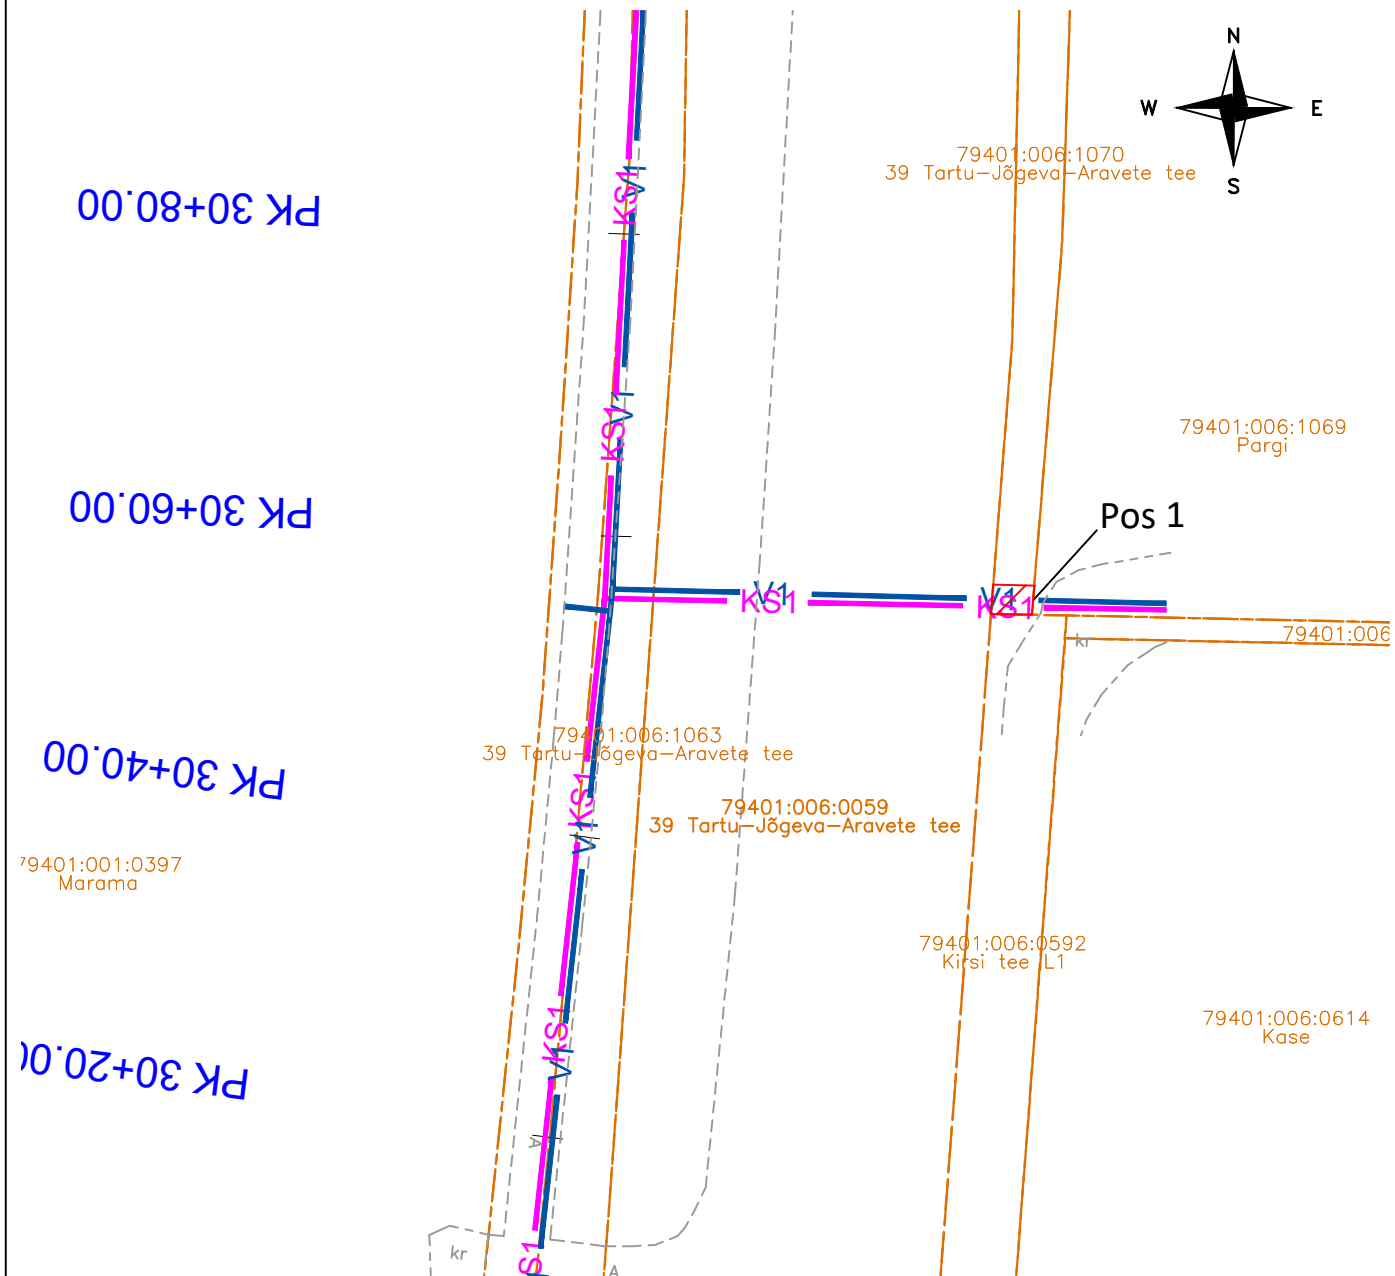 N
W E
S
79401:006:1070
39 Tartu-Jõgeva-Aravete tee
PK 30+80.00
V1
KS1
79401:006:1069
Pargi
V1
KS1
PK 30+60.00
Pos 1
V1
KS1
V1
KS1
79401:006
kr
79401:006:1063
39 Tartu-Jõgeva-Aravete tee
PK 30+40.00
KS1
V1
79401:006:0059
39 Tartu-Jõgeva-Aravete tee
79401:001:0397
Marama
79401:006:0592
Kirsi tee L1
79401:006:0614
Kase
KS1
V1
PK 30+20.00
A
kr
S1
A